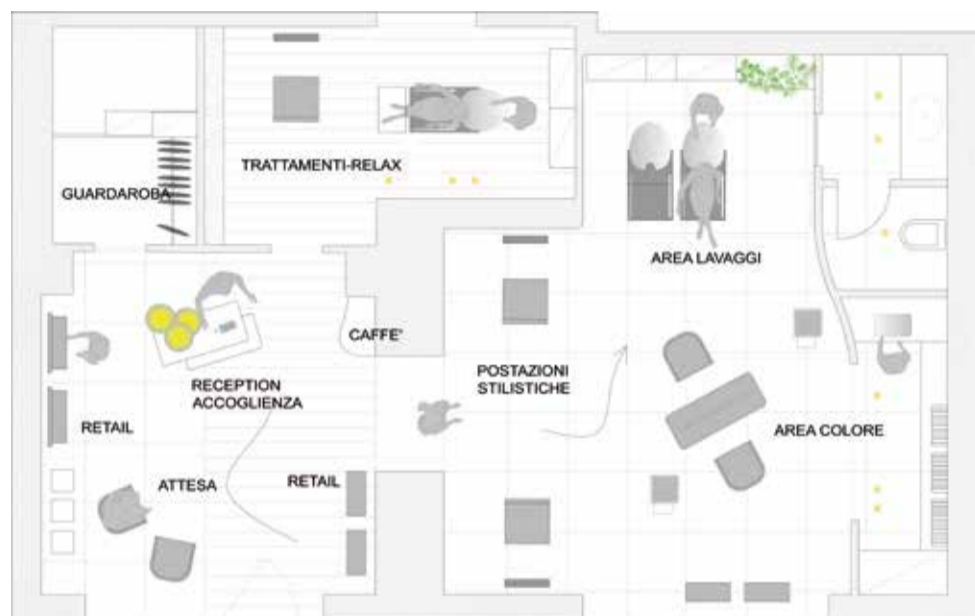 TRATTAMENTI-RELAX
GUARDAROBA
AREA LAVAGGI
CAFFE'
POSTAZIONI
STILISTICHE
RECEPTION
ACCOGLIENZA
RETAIL
AREA COLORE
ATTESA
RETAIL